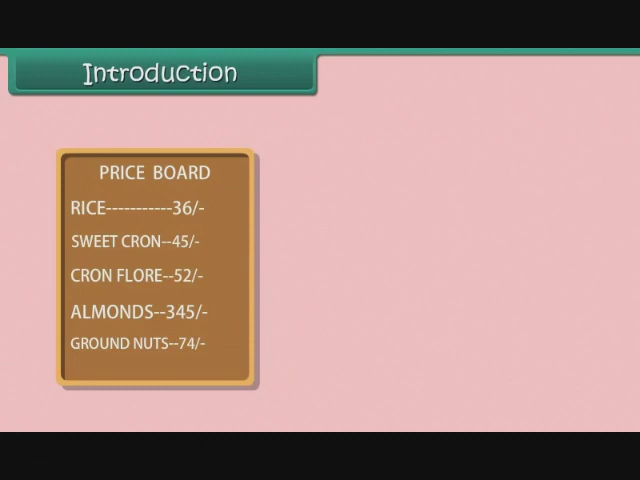 Introduction
PRICE BOARD
RICE-----------36/-
SWEET CRON--45/-
CRON FLORE--52/-
ALMONDS--345/-
GROUND NUTS--74/-